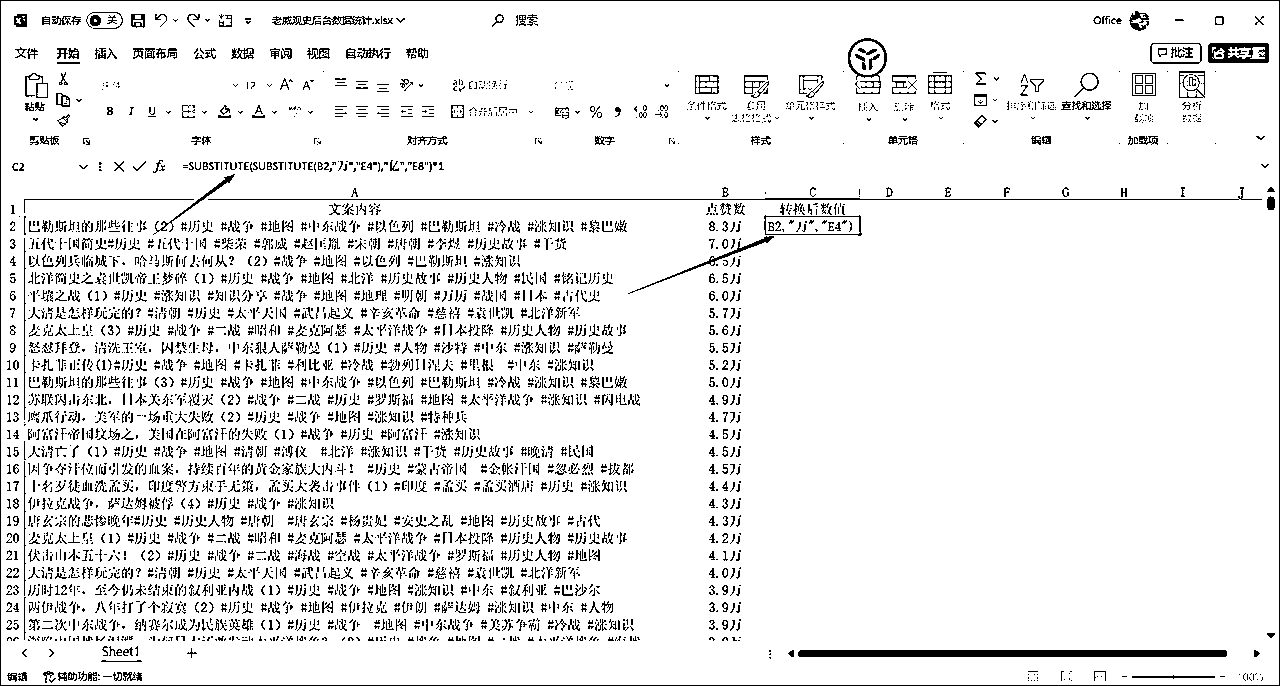 自动保存 关 老威观史后台数据统计.xlsx 搜索 Office
文件 开始 插入 页面布局 公式 数据 审阅 视图 自动执行 帮助 批注 共享
粘贴 B I U A 12 A A 自动换行 合并后居中 % 条件格式 套用 单元格样式 插入 删除 格式 排序和筛选 查找和选择 加载项 分析数据
剪贴板 字体 对齐方式 数字 样式 单元格 编辑 加载项
C2 fx =SUBSTITUTE(SUBSTITUTE(B2,"万","E4"),"亿","E8")*1
A B C D E F G H I J
1 文案内容 点赞数 转换后数值
2 巴勒斯坦的那些往事（2）#历史 #战争 #地图 #中东战争 #以色列 #巴勒斯坦 #冷战 #涨知识 #黎巴嫩 8.3万 B2,"万","E4")
3 五代十国简史#历史 #五代十国 #柴荣 #郭威 #赵匡胤 #宋朝 #唐朝 #李煜 #历史故事 #干货 7.0万
4 以色列兵临城下，哈马斯何去何从？（2）#战争 #地图 #以色列 #巴勒斯坦 #涨知识 6.5万
5 北洋简史之袁世凯帝王梦碎（1）#历史 #战争 #地图 #北洋 #历史故事 #历史人物 #民国 #铭记历史 6.5万
6 平壤之战（1）#历史 #涨知识 #知识分享 #战争 #地图 #地理 #明朝 #万历 #战国 #日本 #古代史 6.0万
7 大清是怎样玩完的？#清朝 #历史 #太平天国 #武昌起义 #辛亥革命 #慈禧 #袁世凯 #北洋新军 5.7万
8 麦克太上皇（3）#历史 #战争 #二战 #昭和 #麦克阿瑟 #太平洋战争 #日本投降 #历史人物 #历史故事 5.6万
9 怒怼拜登，清洗王室，囚禁生母，中东狠人萨勒曼（1）#历史 #人物 #沙特 #中东 #涨知识 #萨勒曼 5.5万
10 卡扎菲正传(1)#历史 #战争 #地图 #卡扎菲 #利比亚 #冷战 #勃列日涅夫 #里根 #中东 #涨知识 5.2万
11 巴勒斯坦的那些往事（3）#历史 #战争 #地图 #中东战争 #以色列 #巴勒斯坦 #冷战 #涨知识 #黎巴嫩 5.0万
12 苏联闪击东北，日本关东军覆灭（2）#战争 #二战 #历史 #罗斯福 #地图 #太平洋战争 #涨知识 #闪电战 4.9万
13 鹰爪行动，美军的一场重大失败（2）#历史 #战争 #地图 #涨知识 #特种兵 4.7万
14 阿富汗帝国坟场之，美国在阿富汗的失败（1）#战争 #历史 #阿富汗 #涨知识 4.5万
15 大清亡了（1）#历史 #战争 #地图 #清朝 #溥仪 #北洋 #涨知识 #干货 #历史故事 #晚清 #民国 4.5万
16 因争夺汗位而引发的血案，持续百年的黄金家族大内斗！ #历史 #蒙古帝国 #金帐汗国 #忽必烈 #拔都 4.5万
17 十名歹徒血洗孟买，印度警方束手无策，孟买大袭击事件（1）#印度 #孟买 #孟买酒店 #历史 #涨知识 4.4万
18 伊拉克战争，萨达姆被俘（4）#历史 #战争 #涨知识 4.3万
19 唐玄宗的悲惨晚年#历史 #历史人物 #唐朝 #唐玄宗 #杨贵妃 #安史之乱 #地图 #历史故事 #古代 4.3万
20 麦克太上皇（1）#历史 #战争 #二战 #昭和 #麦克阿瑟 #太平洋战争 #日本投降 #历史人物 #历史故事 4.2万
21 伏击山本五十六！（2）#历史 #战争 #二战 #海战 #空战 #太平洋战争 #罗斯福 #历史人物 #地图 4.1万
22 大清是怎样玩完的？#清朝 #历史 #太平天国 #武昌起义 #辛亥革命 #慈禧 #袁世凯 #北洋新军 4.0万
23 历时12年，至今仍未结束的叙利亚内战（1）#历史 #战争 #地图 #涨知识 #中东 #叙利亚 #巴沙尔 3.9万
24 两伊战争，八年打了个寂寞（2）#历史 #战争 #地图 #伊拉克 #伊朗 #萨达姆 #涨知识 #中东 #人物 3.9万
25 第二次中东战争，纳赛尔成为民族英雄（1）#历史 #战争 #地图 #中东战争 #美苏争霸 #冷战 #涨知识 3.9万
Sheet1 +
编辑 辅助功能: 一切就绪 100%